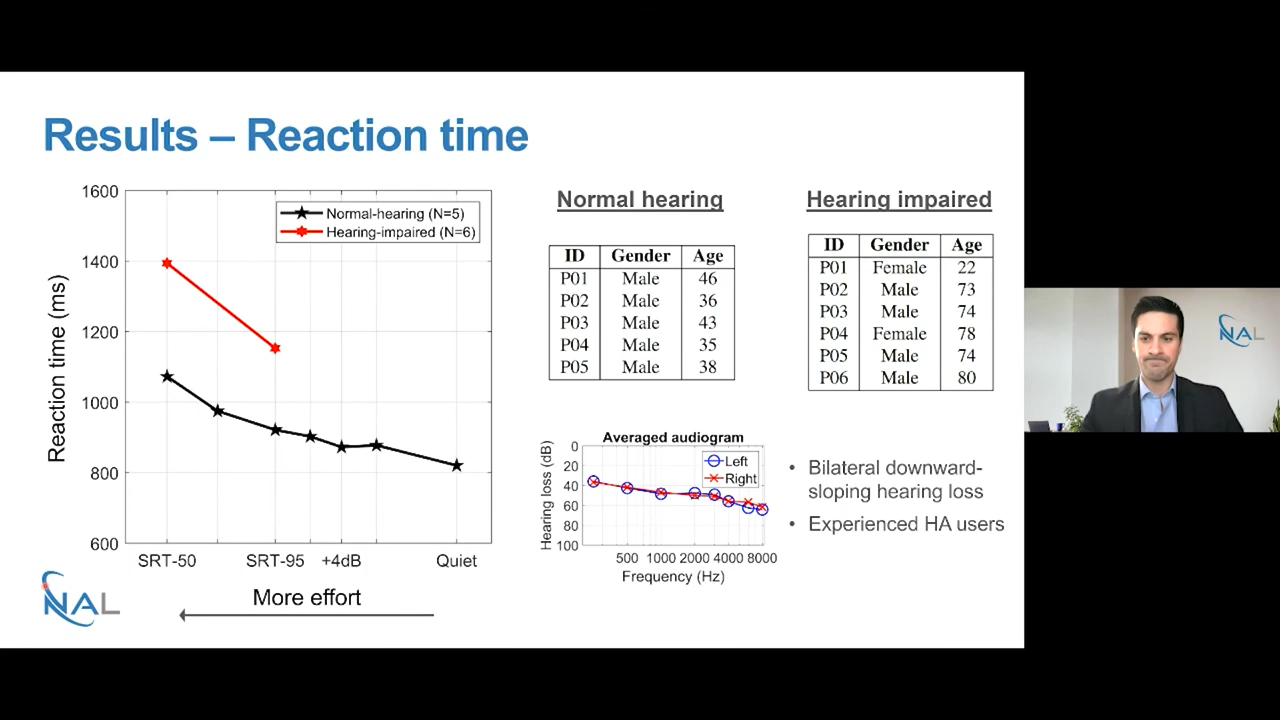 Results – Reaction time
1600
1400
1200
1000
800
600
Reaction time (ms)
Normal-hearing (N=5)
Hearing-impaired (N=6)
SRT-50 SRT-95 +4dB Quiet
More effort
NAL
Normal hearing
ID Gender Age
P01 Male 46
P02 Male 36
P03 Male 43
P04 Male 35
P05 Male 38
Hearing impaired
ID Gender Age
P01 Female 22
P02 Male 73
P03 Male 74
P04 Female 78
P05 Male 74
P06 Male 80
Averaged audiogram
Left
Right
0
20
40
60
80
100
Hearing loss (dB)
500 1000 2000 4000 8000
Frequency (Hz)
• Bilateral downward-
sloping hearing loss
• Experienced HA users
NAL